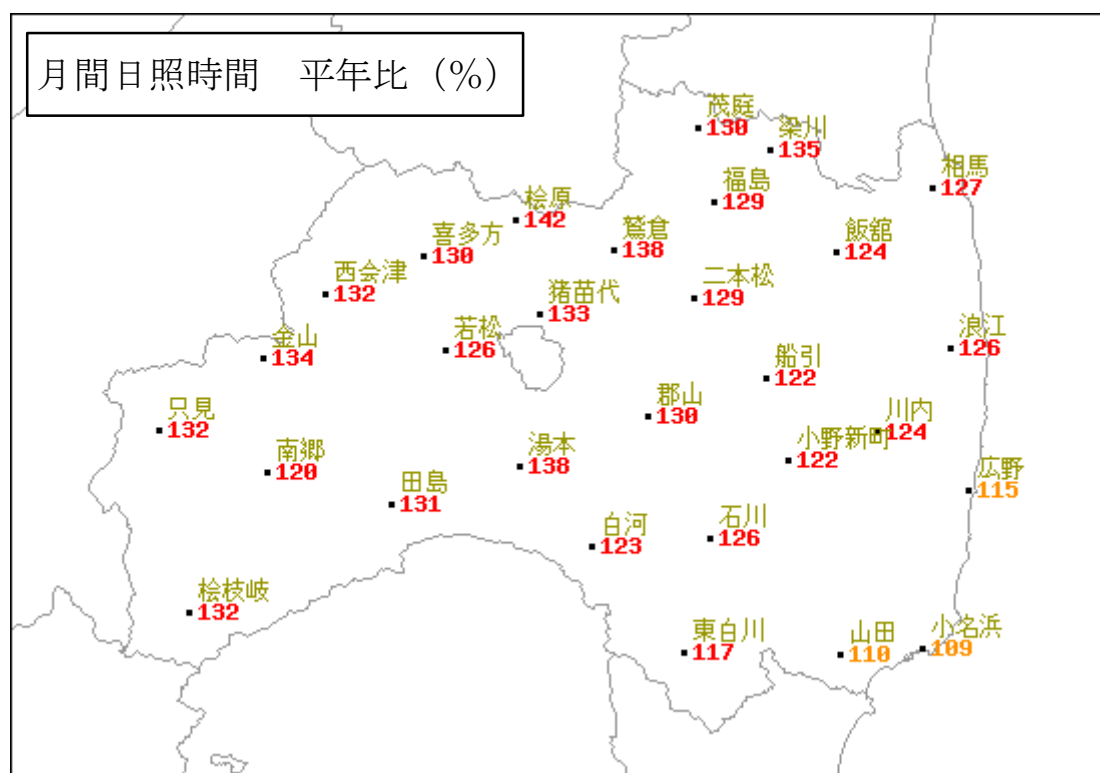 月間日照時間　平年比（%）
茂庭
130
梁川
135
相馬
127
福島
129
桧原
142
鷲倉
138
飯舘
124
喜多方
130
西会津
132
二本松
129
猪苗代
133
若松
126
浪江
126
金山
134
船引
122
郡山
130
只見
132
川内
124
小野新町
122
湯本
138
南郷
120
広野
115
田島
131
石川
126
白河
123
桧枝岐
132
東白川
117
山田
110
小名浜
109